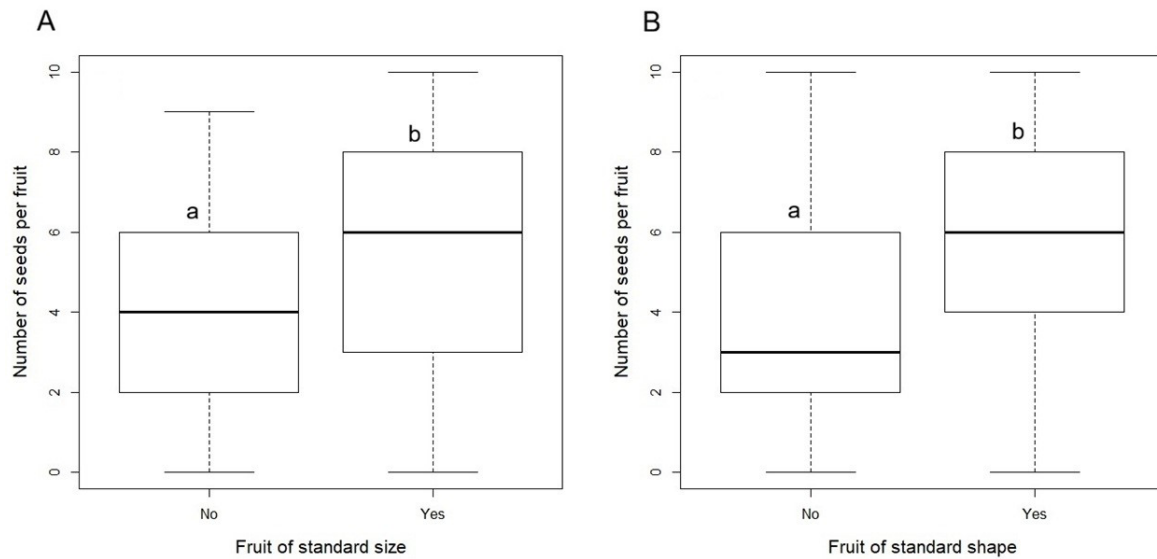 A
Number of seeds per fruit
10
8
6
4
2
0
a
b
No
Yes
Fruit of standard size
B
Number of seeds per fruit
10
8
6
4
2
0
a
b
No
Yes
Fruit of standard shape